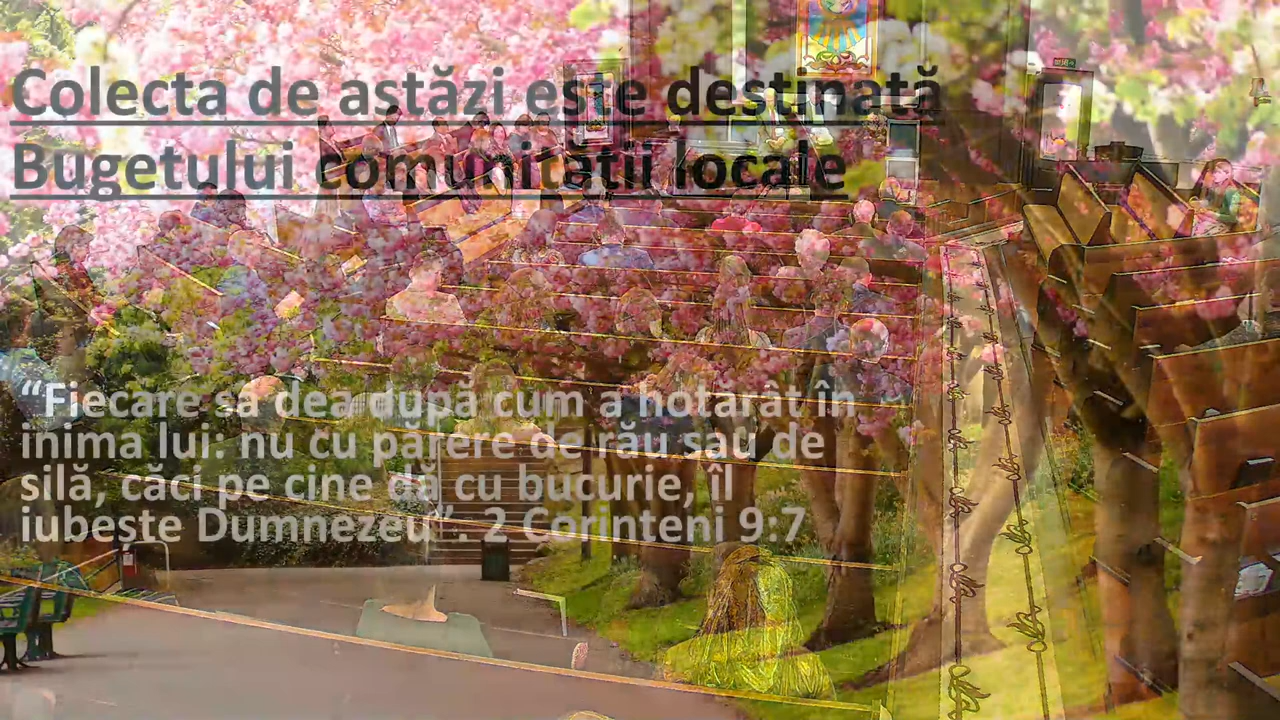 Colecta de astăzi este destinată
Bugetului comunității locale
“Fiecare să dea după cum a hotărât în
inima lui: nu cu părere de rău sau de
silă, căci pe cine dă cu bucurie, îl
iubește Dumnezeu”. 2 Corinteni 9:7